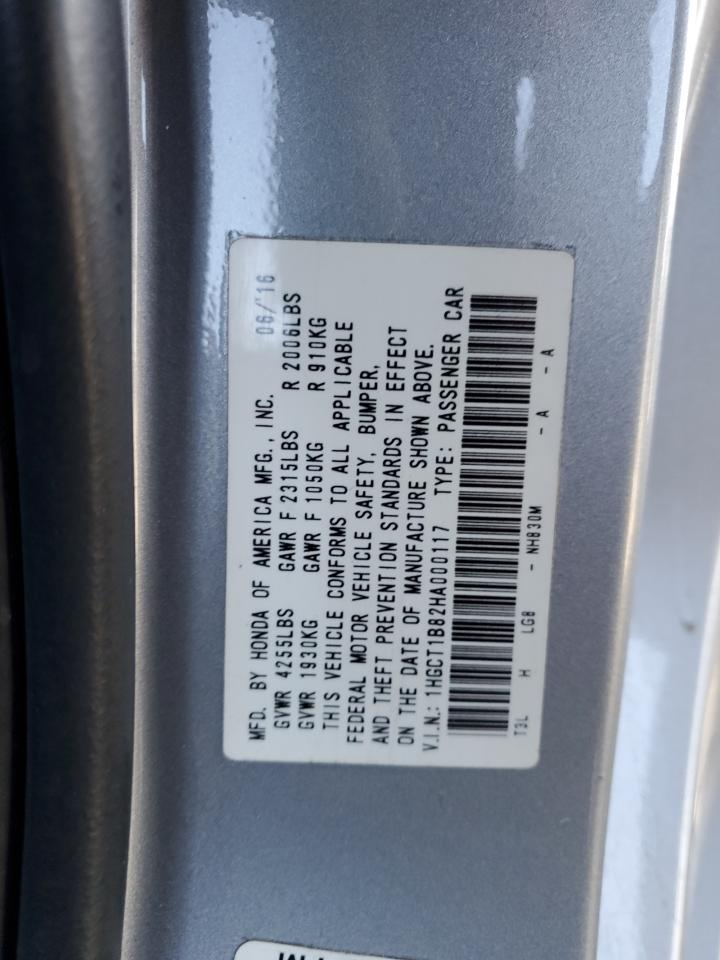 MFD. BY HONDA OF AMERICA MFG., INC. 06/'16
GVWR 4255LBS GAWR F 2315LBS R 2006LBS
GVWR 1930KG GAWR F 1050KG R 910KG
THIS VEHICLE CONFORMS TO ALL APPLICABLE
FEDERAL MOTOR VEHICLE SAFETY, BUMPER,
AND THEFT PREVENTION STANDARDS IN EFFECT
ON THE DATE OF MANUFACTURE SHOWN ABOVE.
V.I.N.: 1HGCT1B82HA000117 TYPE: PASSENGER CAR
T3L H LG8 - NH830M - A - A